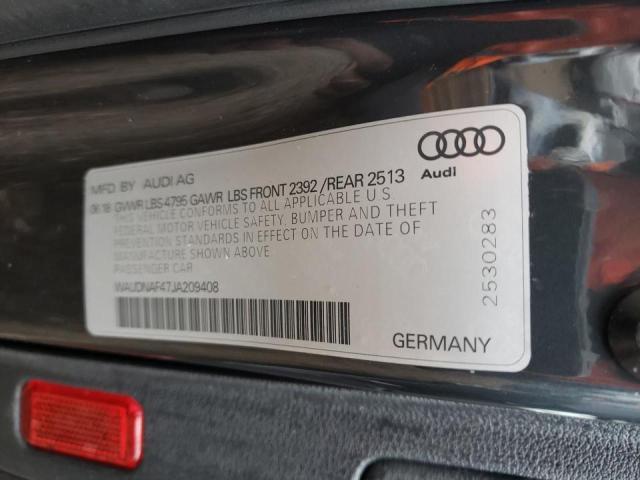 MFD BY AUDI AG
06.18 GVWR LBS 4795 GAWR LBS FRONT 2392 / REAR 2513
THIS VEHICLE CONFORMS TO ALL APPLICABLE U.S.
FEDERAL MOTOR VEHICLE SAFETY, BUMPER AND THEFT
PREVENTION STANDARDS IN EFFECT ON THE DATE OF
MANUFACTURE SHOWN ABOVE
PASSENGER CAR
WAUDNAF47JA209408
Audi
2530283
GERMANY